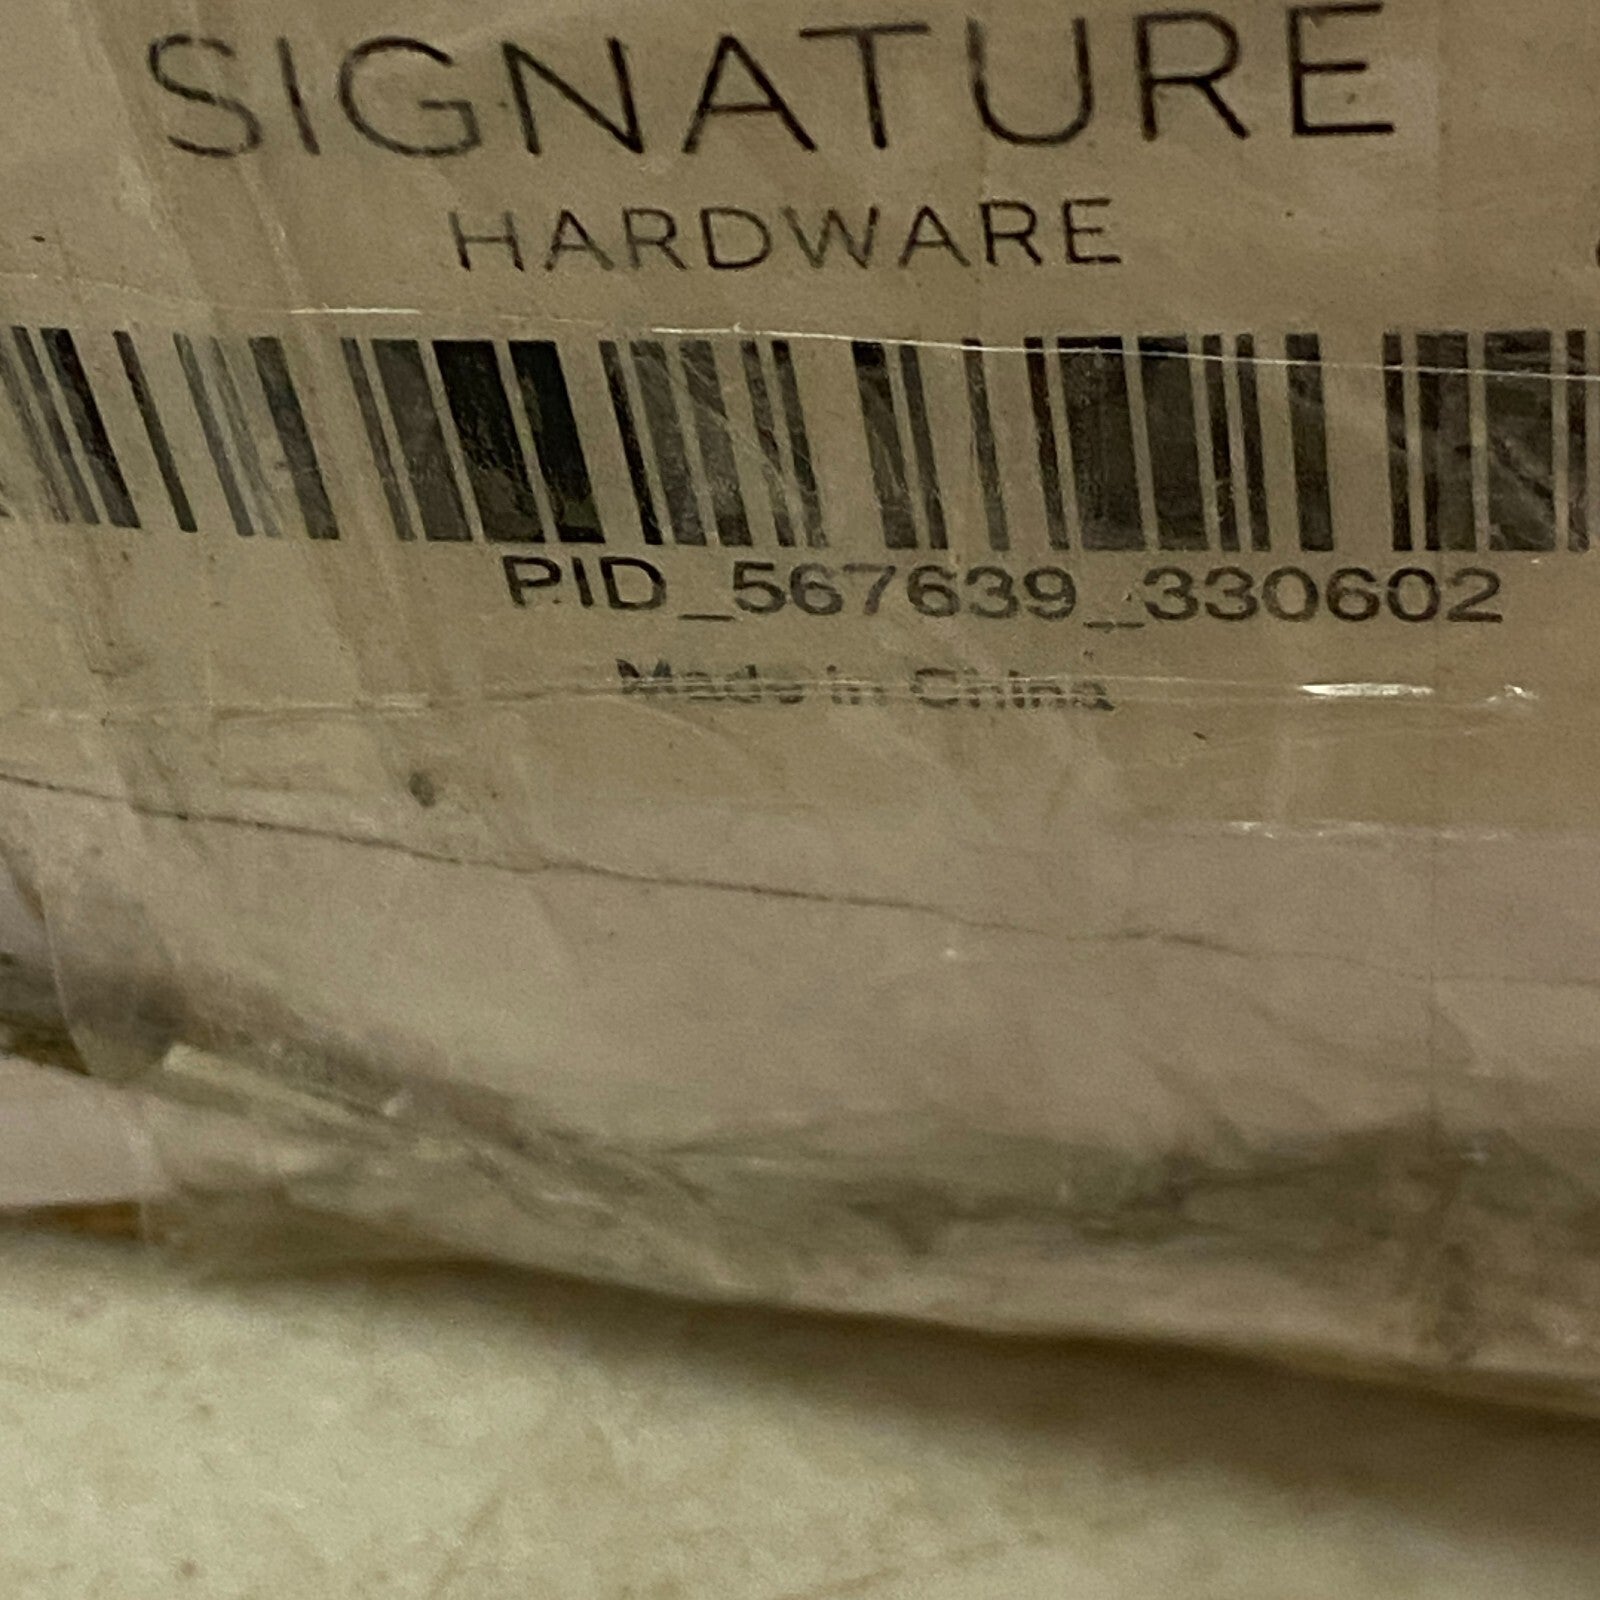 SIGNATURE
HARDWARE
PID_567639_330602
Made in China